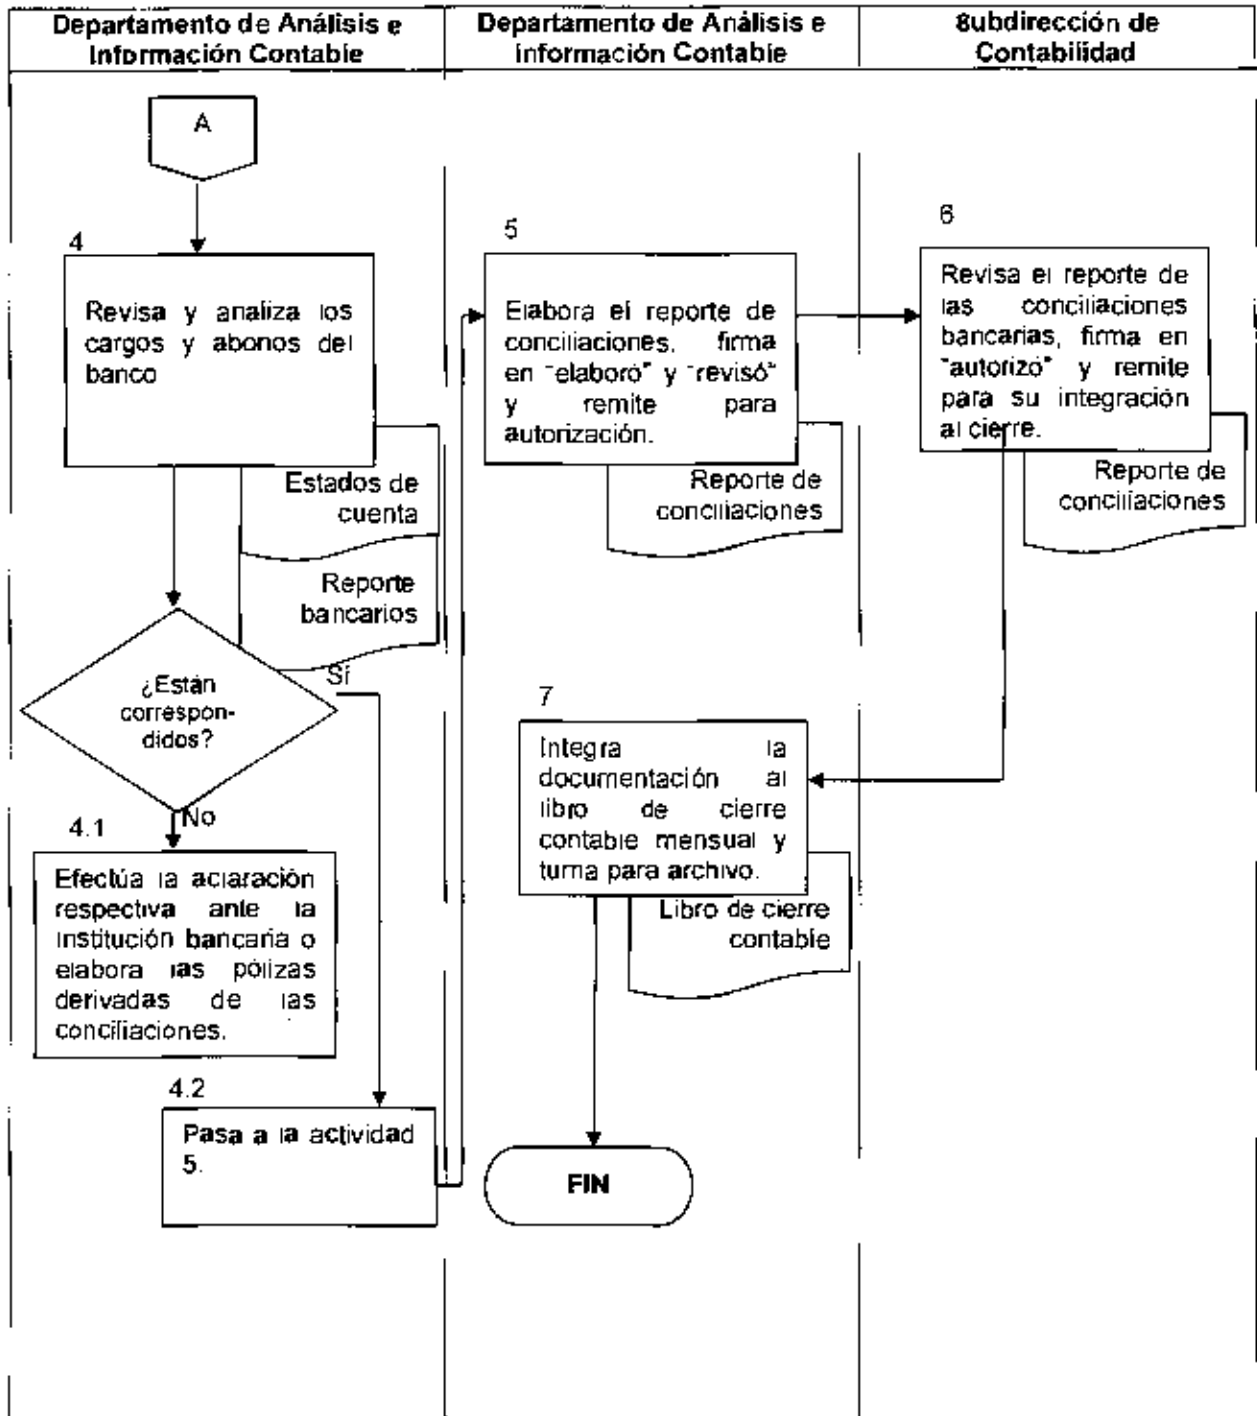 Departamento de Análisis e
Información Contable
Departamento de Análisis e
Información Contable
Subdirección de
Contabilidad
A
4
Revisa y analiza los
cargos y abonos del
banco
Estados de
cuenta
Reporte
bancarios
¿Están
correspon-
didos?
Sí
No
4.1
Efectúa la aclaración
respectiva ante la
institución bancaria o
elabora las pólizas
derivadas de las
conciliaciones.
4.2
Pasa a la actividad
5.
5
Elabora el reporte de
conciliaciones, firma
en "elaboró" y "revisó"
y remite para
autorización.
Reporte de
conciliaciones
6
Revisa el reporte de
las conciliaciones
bancarias, firma en
"autorizó" y remite
para su integración
al cierre.
Reporte de
conciliaciones
7
Integra la
documentación al
libro de cierre
contable mensual y
turna para archivo.
Libro de cierre
contable
FIN